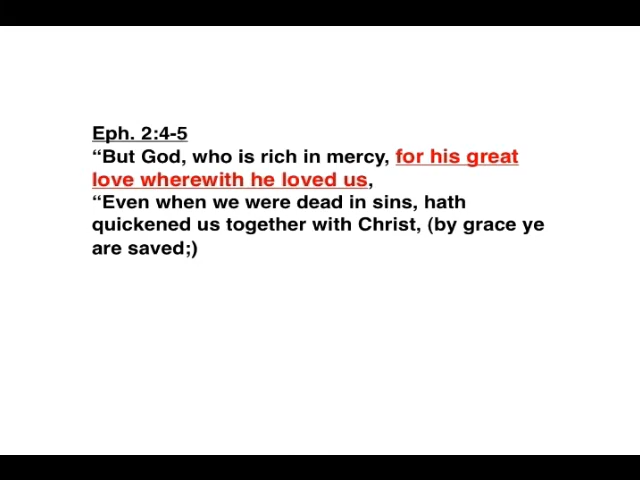 Eph. 2:4-5
“But God, who is rich in mercy, for his great
love wherewith he loved us,
“Even when we were dead in sins, hath
quickened us together with Christ, (by grace ye
are saved;)